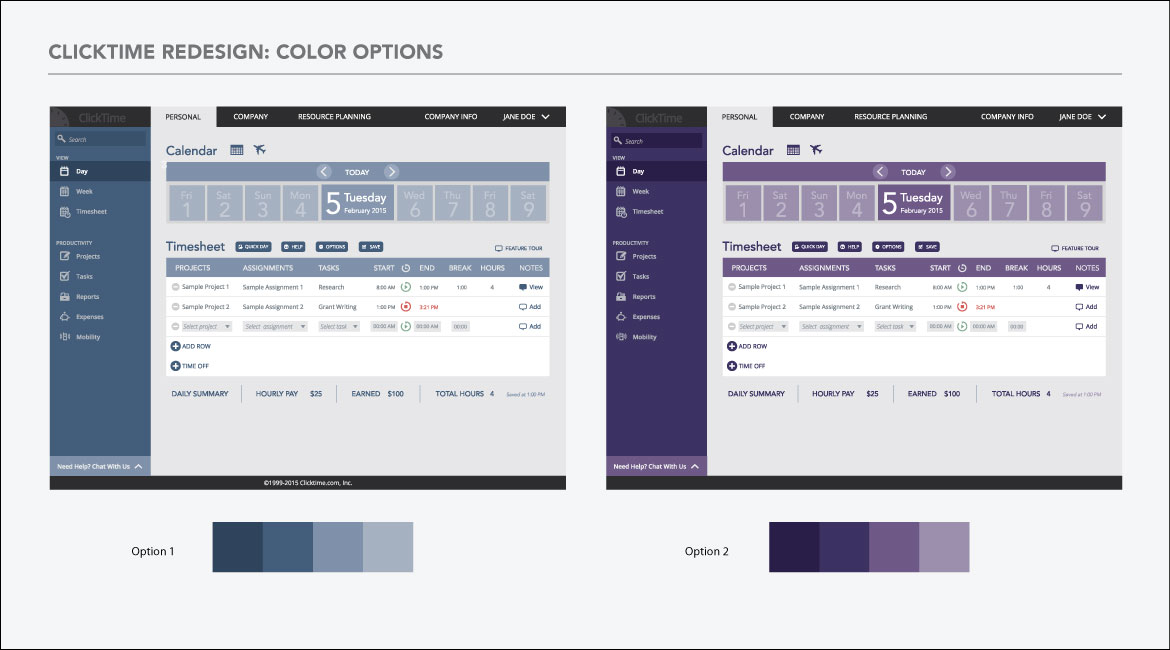 CLICKTIME REDESIGN: COLOR OPTIONS
ClickTime
PERSONAL COMPANY RESOURCE PLANNING COMPANY INFO JANE DOE
Search
VIEW
Day
Week
Timesheet
PRODUCTIVITY
Projects
Tasks
Reports
Expenses
Mobility
Need Help? Chat With Us
Calendar
TODAY
Fri 1 Sat 2 Sun 3 Mon 4 5 Tuesday February 2015 Wed 6 Thu 7 Fri 8 Sat 9
Timesheet QUICK DAY HELP OPTIONS SAVE FEATURE TOUR
PROJECTS ASSIGNMENTS TASKS START END BREAK HOURS NOTES
Sample Project 1 Sample Assignment 1 Research 8:00 AM 1:00 PM 1:00 4 View
Sample Project 2 Sample Assignment 2 Grant Writing 1:00 PM 3:21 PM Add
Select project Select assignment Select task 00:00 AM 00:00 AM 00:00 Add
ADD ROW
TIME OFF
DAILY SUMMARY HOURLY PAY $25 EARNED $100 TOTAL HOURS 4 Saved at 1:00 PM
©1999-2015 Clicktime.com, Inc.
Option 1
ClickTime
PERSONAL COMPANY RESOURCE PLANNING COMPANY INFO JANE DOE
Search
VIEW
Day
Week
Timesheet
PRODUCTIVITY
Projects
Tasks
Reports
Expenses
Mobility
Need Help? Chat With Us
Calendar
TODAY
Fri 1 Sat 2 Sun 3 Mon 4 5 Tuesday February 2015 Wed 6 Thu 7 Fri 8 Sat 9
Timesheet QUICK DAY HELP OPTIONS SAVE FEATURE TOUR
PROJECTS ASSIGNMENTS TASKS START END BREAK HOURS NOTES
Sample Project 1 Sample Assignment 1 Research 8:00 AM 1:00 PM 1:00 4 View
Sample Project 2 Sample Assignment 2 Grant Writing 1:00 PM 3:21 PM Add
Select project Select assignment Select task 00:00 AM 00:00 AM 00:00 Add
ADD ROW
TIME OFF
DAILY SUMMARY HOURLY PAY $25 EARNED $100 TOTAL HOURS 4 Saved at 1:00 PM
Option 2